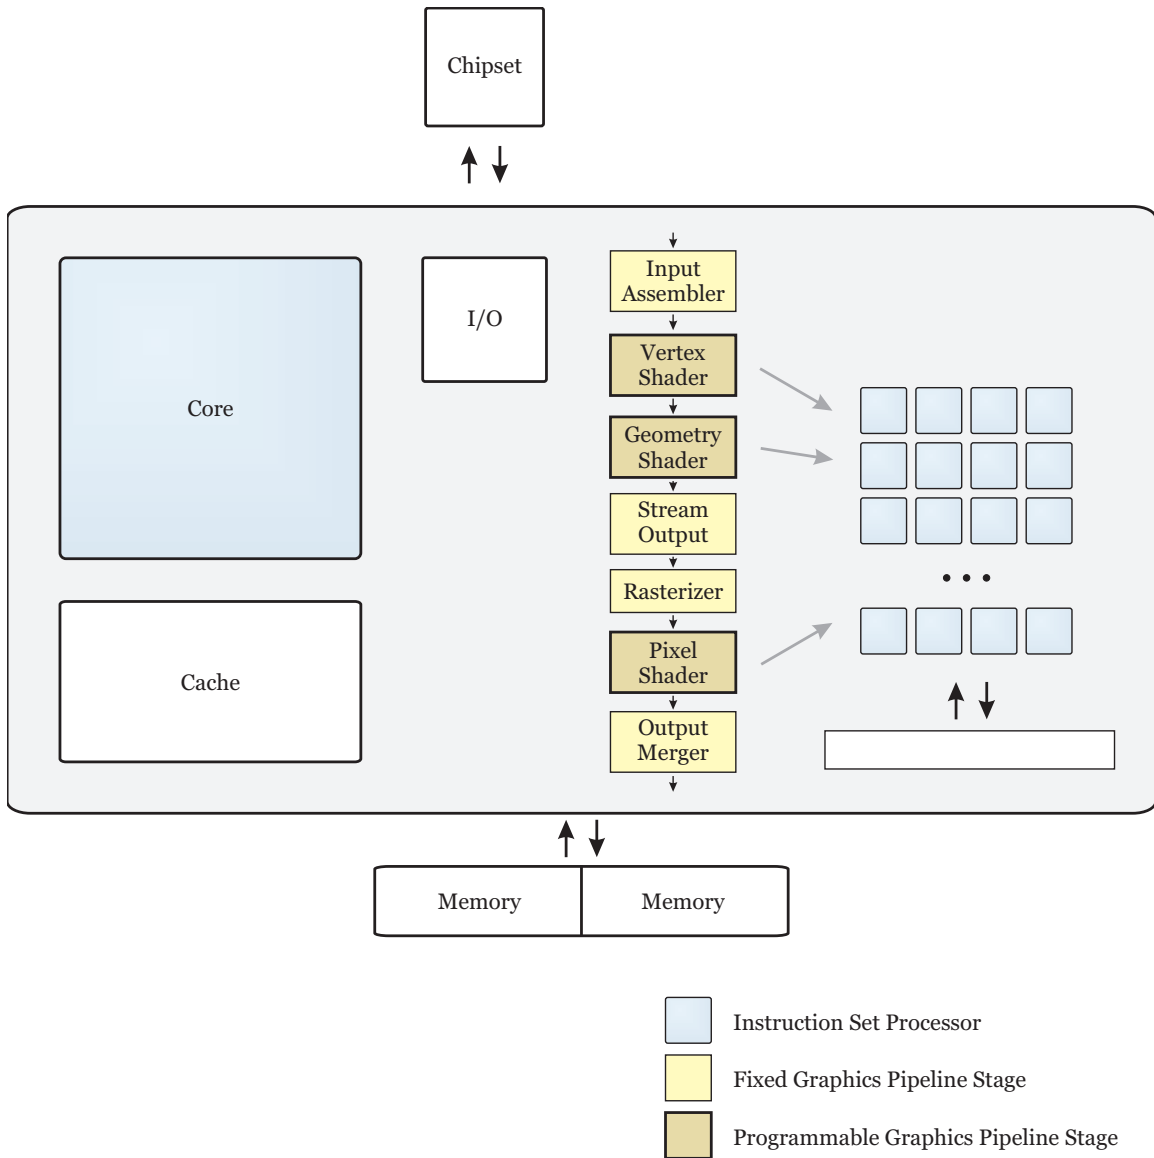 Chipset
Core
I/O
Cache
Input
Assembler
Vertex
Shader
Geometry
Shader
Stream
Output
Rasterizer
Pixel
Shader
Output
Merger
Memory
Memory
Instruction Set Processor
Fixed Graphics Pipeline Stage
Programmable Graphics Pipeline Stage